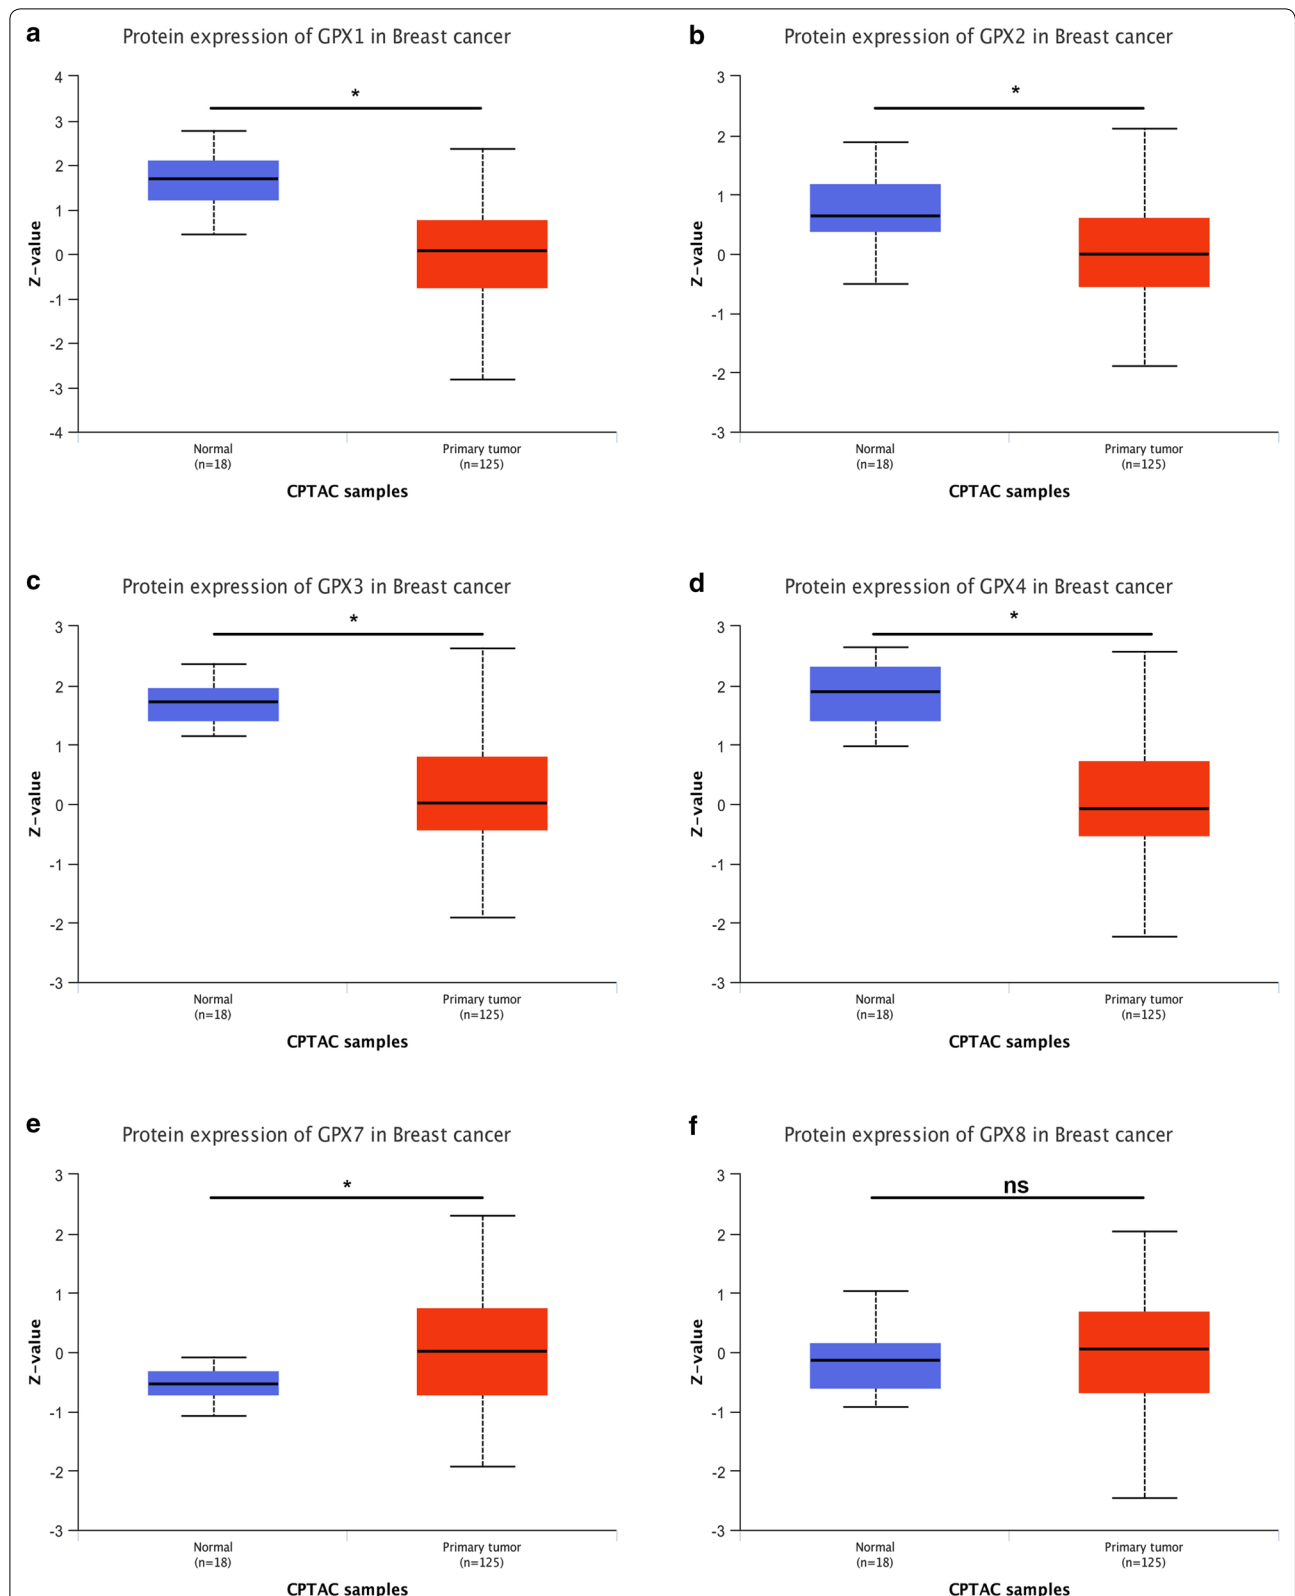 a
Protein expression of GPX1 in Breast cancer
*
4
3
2
1
0
-1
-2
-3
-4
Z-value
Normal
(n=18)
Primary tumor
(n=125)
CPTAC samples
b
Protein expression of GPX2 in Breast cancer
*
3
2
1
0
-1
-2
-3
Z-value
Normal
(n=18)
Primary tumor
(n=125)
CPTAC samples
c
Protein expression of GPX3 in Breast cancer
*
3
2
1
0
-1
-2
-3
Z-value
Normal
(n=18)
Primary tumor
(n=125)
CPTAC samples
d
Protein expression of GPX4 in Breast cancer
*
3
2
1
0
-1
-2
-3
Z-value
Normal
(n=18)
Primary tumor
(n=125)
CPTAC samples
e
Protein expression of GPX7 in Breast cancer
*
3
2
1
0
-1
-2
-3
Z-value
Normal
(n=18)
Primary tumor
(n=125)
CPTAC samples
f
Protein expression of GPX8 in Breast cancer
ns
3
2
1
0
-1
-2
-3
Z-value
Normal
(n=18)
Primary tumor
(n=125)
CPTAC samples